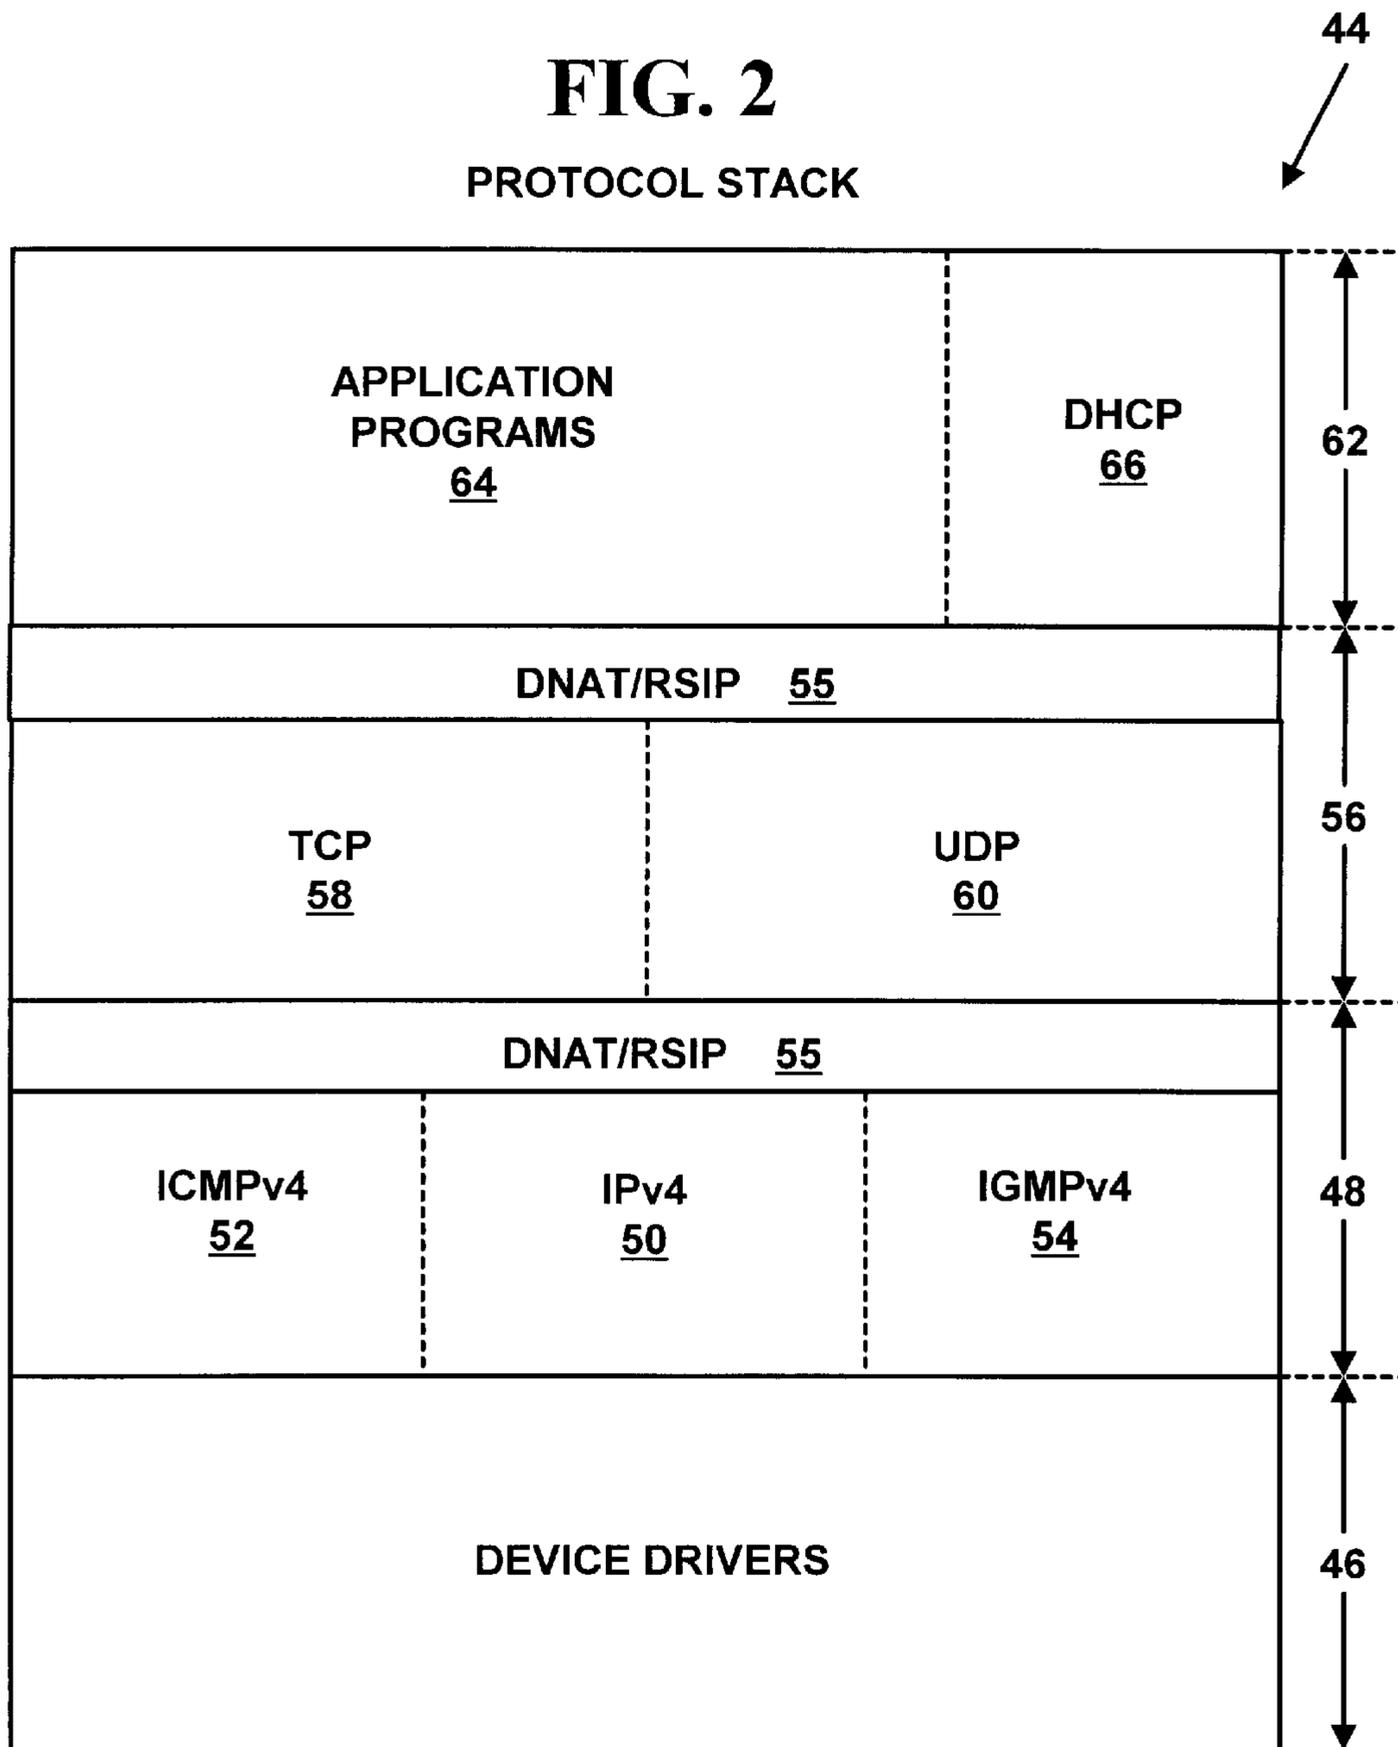 44
FIG. 2
PROTOCOL STACK
APPLICATION
PROGRAMS
64
DHCP
66
62
DNAT/RSIP 55
TCP
58
UDP
60
56
DNAT/RSIP 55
ICMPv4
52
IPv4
50
IGMPv4
54
48
DEVICE DRIVERS
46